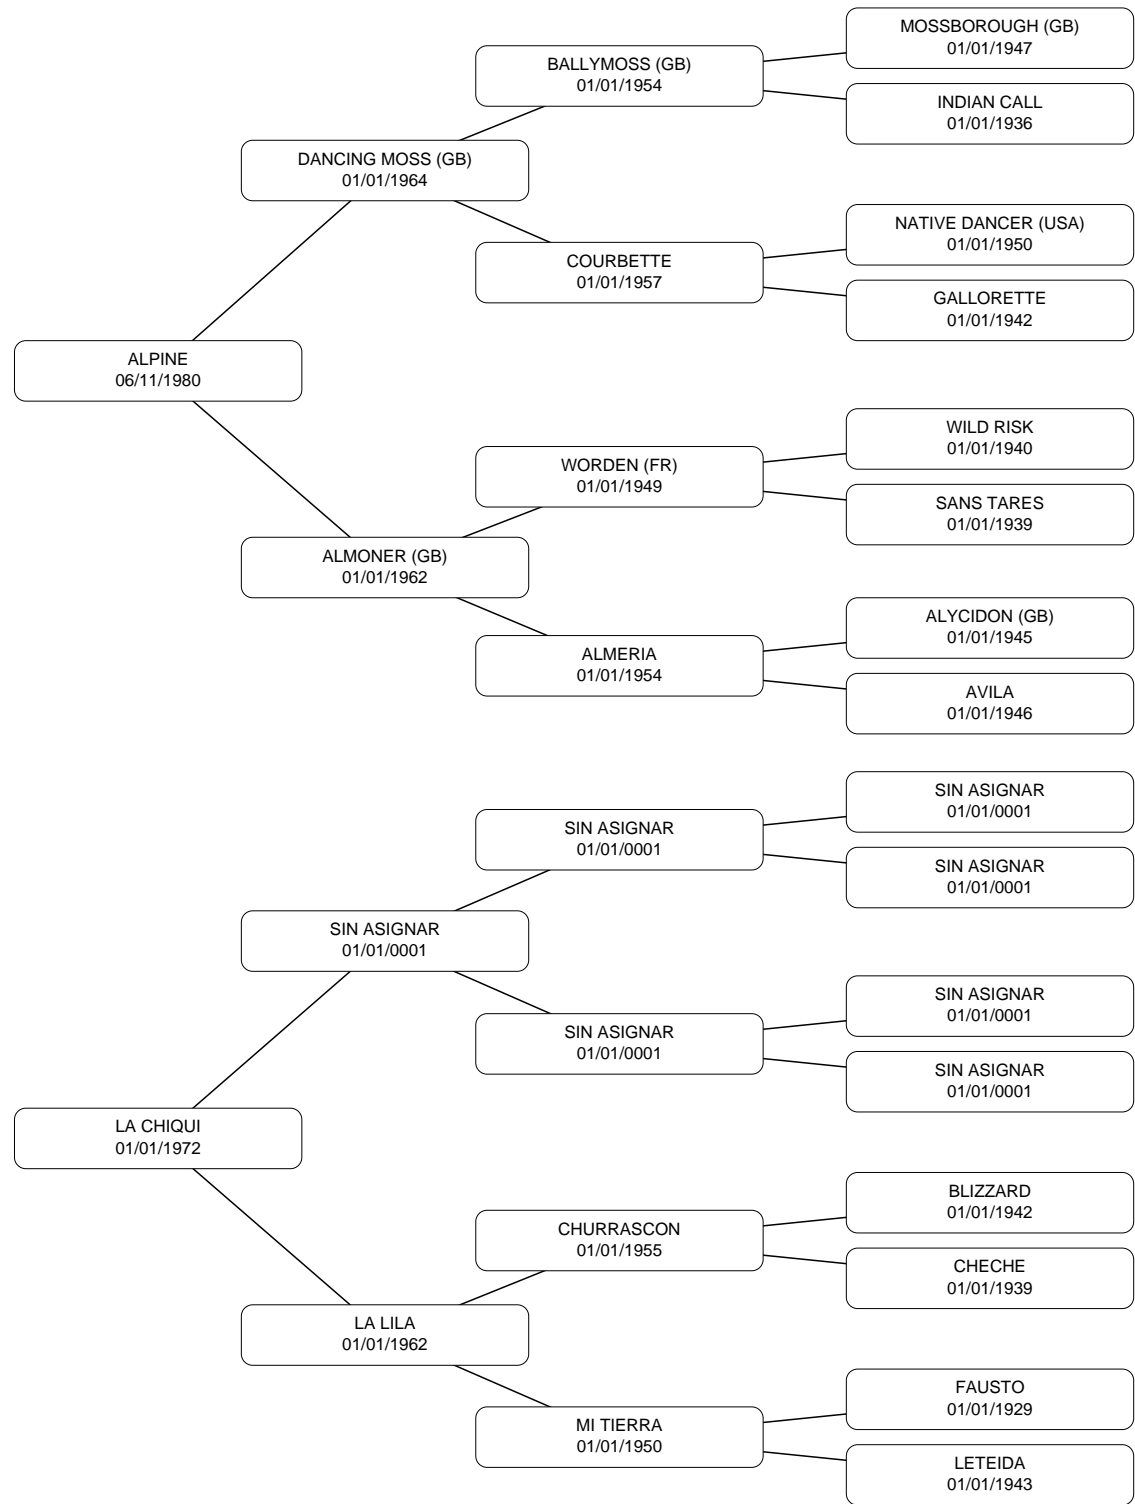 MOSSBOROUGH (GB)
01/01/1947
BALLYMOSS (GB)
01/01/1954
INDIAN CALL
01/01/1936
DANCING MOSS (GB)
01/01/1964
NATIVE DANCER (USA)
01/01/1950
COURBETTE
01/01/1957
GALLORETTE
01/01/1942
ALPINE
06/11/1980
WILD RISK
01/01/1940
WORDEN (FR)
01/01/1949
SANS TARES
01/01/1939
ALMONER (GB)
01/01/1962
ALYCIDON (GB)
01/01/1945
ALMERIA
01/01/1954
AVILA
01/01/1946
SIN ASIGNAR
01/01/0001
SIN ASIGNAR
01/01/0001
SIN ASIGNAR
01/01/0001
SIN ASIGNAR
01/01/0001
SIN ASIGNAR
01/01/0001
SIN ASIGNAR
01/01/0001
SIN ASIGNAR
01/01/0001
LA CHIQUI
01/01/1972
BLIZZARD
01/01/1942
CHURRASCON
01/01/1955
CHECHE
01/01/1939
LA LILA
01/01/1962
FAUSTO
01/01/1929
MI TIERRA
01/01/1950
LETEIDA
01/01/1943